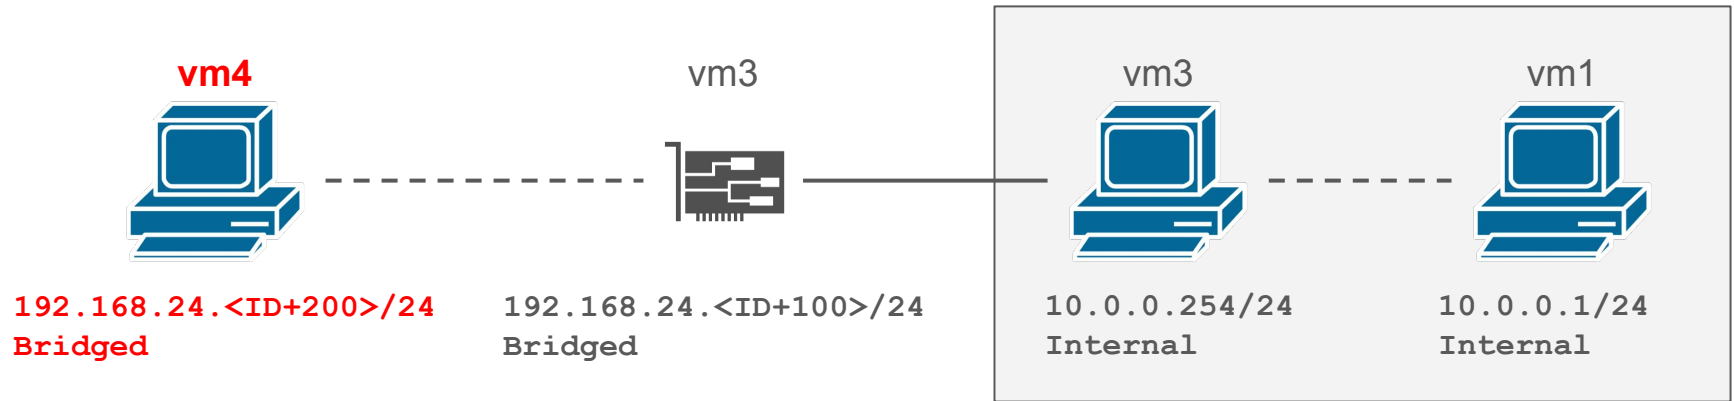 vm4
vm3
vm3
vm1
192.168.24.<ID+200>/24
Bridged
192.168.24.<ID+100>/24
Bridged
10.0.0.254/24
Internal
10.0.0.1/24
Internal